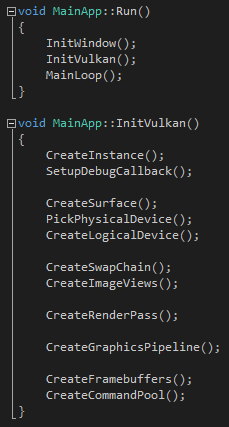 void MainApp::Run()
{
    InitWindow();
    InitVulkan();
    MainLoop();
}
void MainApp::InitVulkan()
{
    CreateInstance();
    SetupDebugCallback();
    CreateSurface();
    PickPhysicalDevice();
    CreateLogicalDevice();
    CreateSwapChain();
    CreateImageViews();
    CreateRenderPass();
    CreateGraphicsPipeline();
    CreateFramebuffers();
    CreateCommandPool();
}